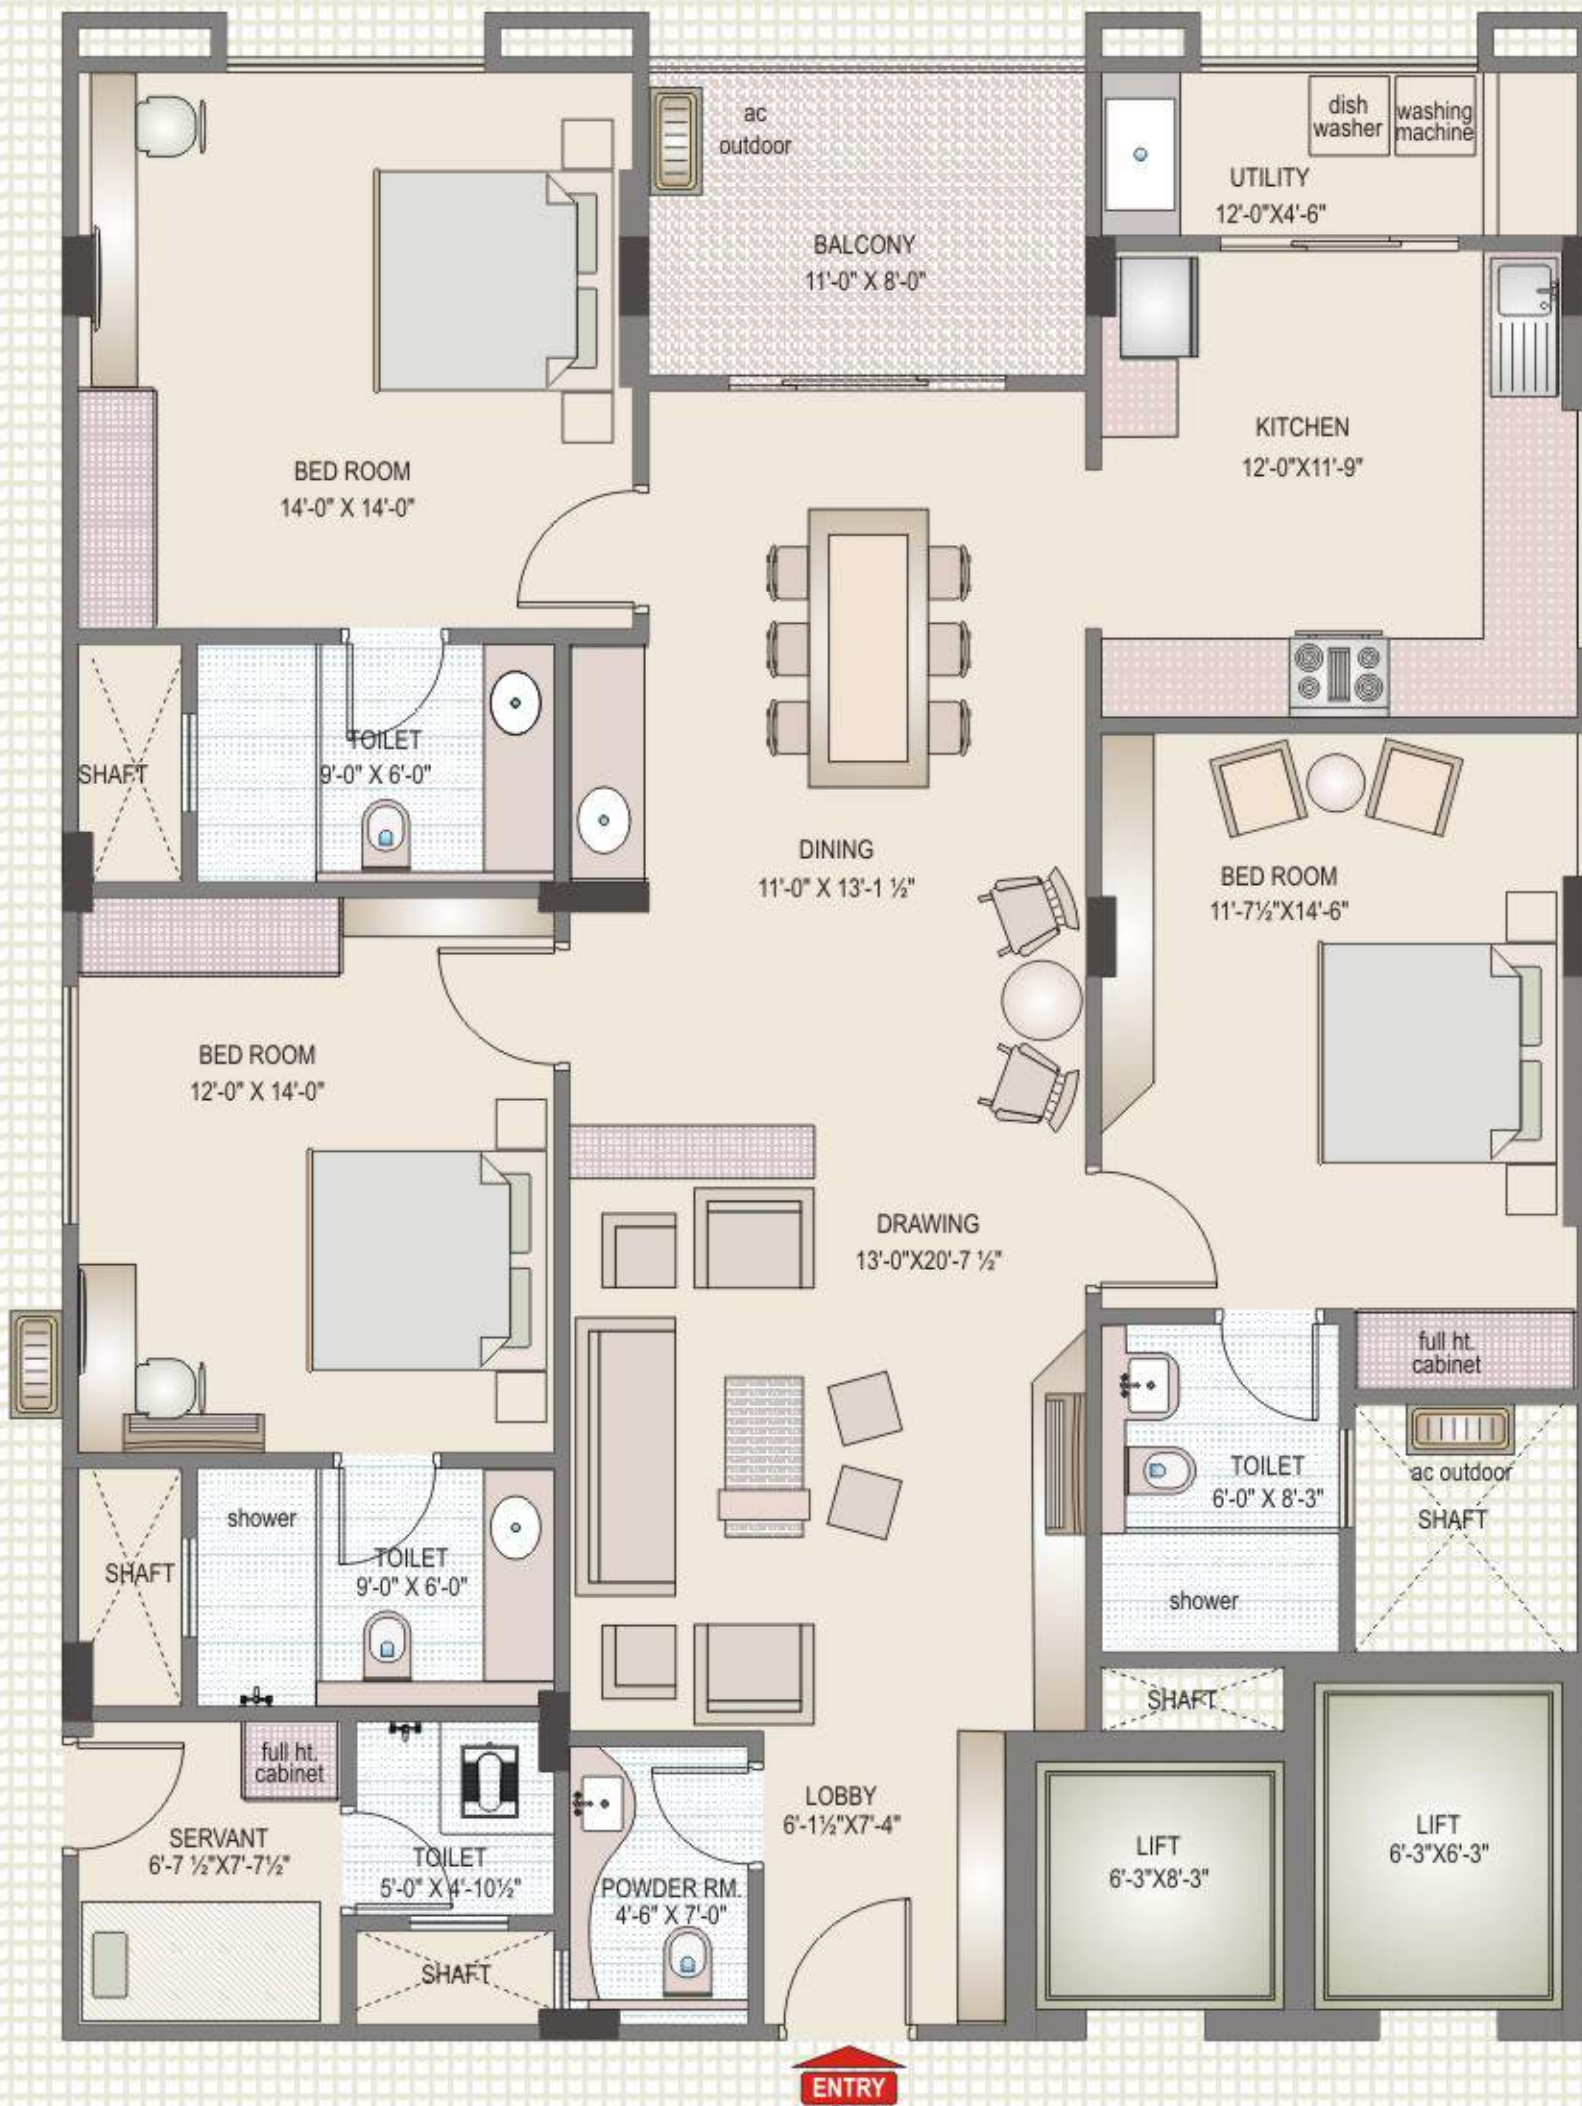 ac
outdoor
dish
washer
washing
machine
UTILITY
12'-0"X4'-6"
BALCONY
11'-0" X 8'-0"
KITCHEN
12'-0"X11'-9"
BED ROOM
14'-0" X 14'-0"
TOILET
9'-0" X 6'-0"
SHAFT
DINING
11'-0" X 13'-1 ½"
BED ROOM
11'-7½"X14'-6"
BED ROOM
12'-0" X 14'-0"
DRAWING
13'-0"X20'-7 ½"
full ht.
cabinet
TOILET
6'-0" X 8'-3"
ac outdoor
SHAFT
shower
shower
TOILET
9'-0" X 6'-0"
SHAFT
SHAFT
full ht.
cabinet
LOBBY
6'-1½"X7'-4"
SERVANT
6'-7 ½"X7'-7½"
TOILET
5'-0" X 4'-10½"
POWDER RM.
4'-6" X 7'-0"
LIFT
6'-3"X8'-3"
LIFT
6'-3"X6'-3"
SHAFT
ENTRY